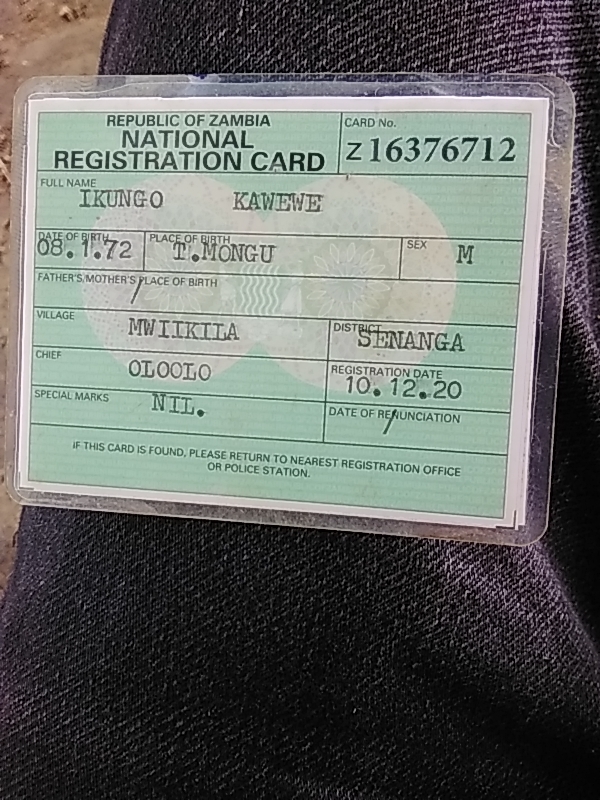 REPUBLIC OF ZAMBIA
NATIONAL
REGISTRATION CARD
CARD No.
Z 16376712
FULL NAME
IKUNGO KAWEWE
DATE OF BIRTH
08.1.72
PLACE OF BIRTH
T.MONGU
SEX
M
FATHER'S/MOTHER'S PLACE OF BIRTH
/
VILLAGE
MWIIKILA
DISTRICT
SENANGA
CHIEF
OLOOLO
REGISTRATION DATE
10.12.20
SPECIAL MARKS
NIL.
DATE OF RENUNCIATION
/
IF THIS CARD IS FOUND, PLEASE RETURN TO NEAREST REGISTRATION OFFICE
OR POLICE STATION.